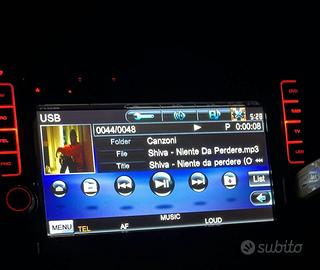 USB
5:28
0044/0048 P 0:00:08
Folder Canzoni
File Shiva - Niente Da Perdere.mp3
Title Shiva - Niente da perdere (O
List
MUSIC
MENU TEL AF LOUD
subito